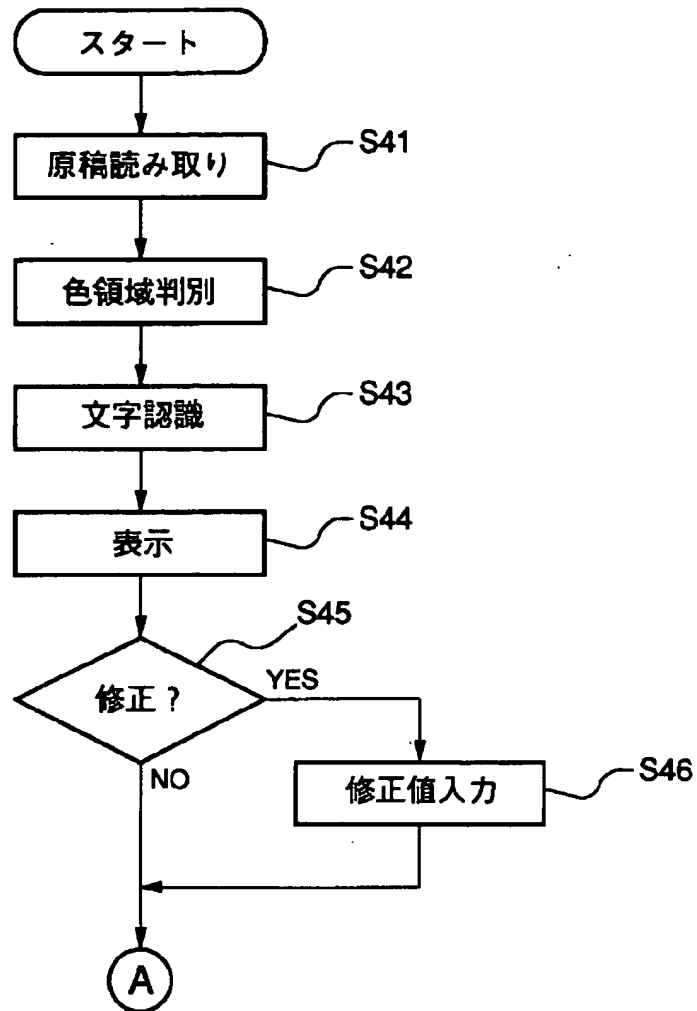 スタート
原稿読み取り
S41
色領域判別
S42
文字認識
S43
表示
S44
S45
修正?
YES
NO
修正値入力
S46
A